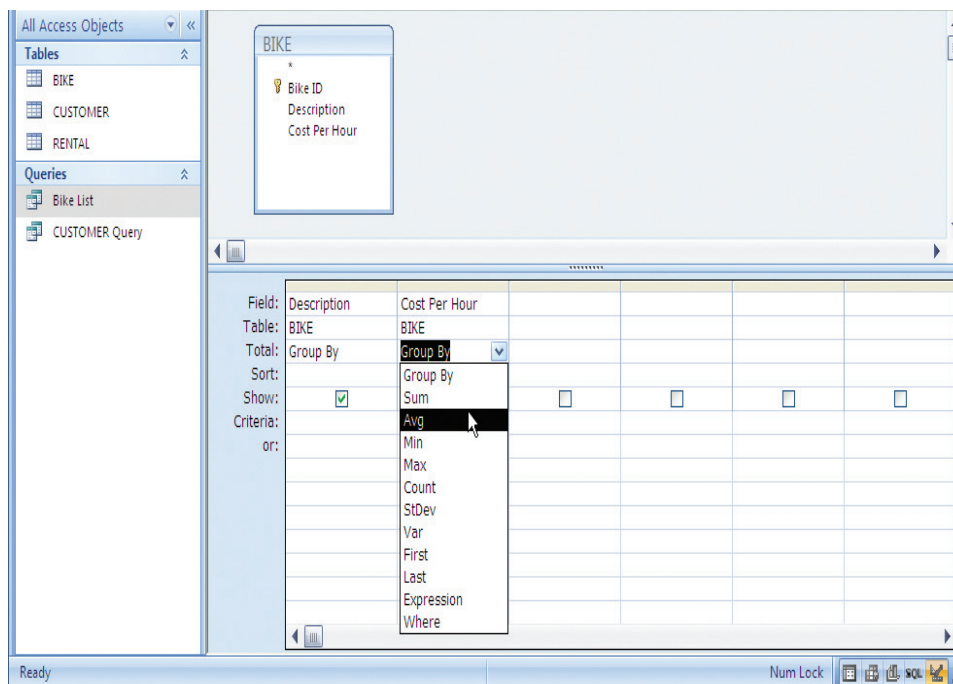 All Access Objects
Tables
BIKE
CUSTOMER
RENTAL
Queries
Bike List
CUSTOMER Query
BIKE
*
Bike ID
Description
Cost Per Hour
Field: Description Cost Per Hour
Table: BIKE BIKE
Total: Group By Group By
Sort:
Show:
Criteria:
or:
Group By
Sum
Avg
Min
Max
Count
StDev
Var
First
Last
Expression
Where
Ready Num Lock SQL